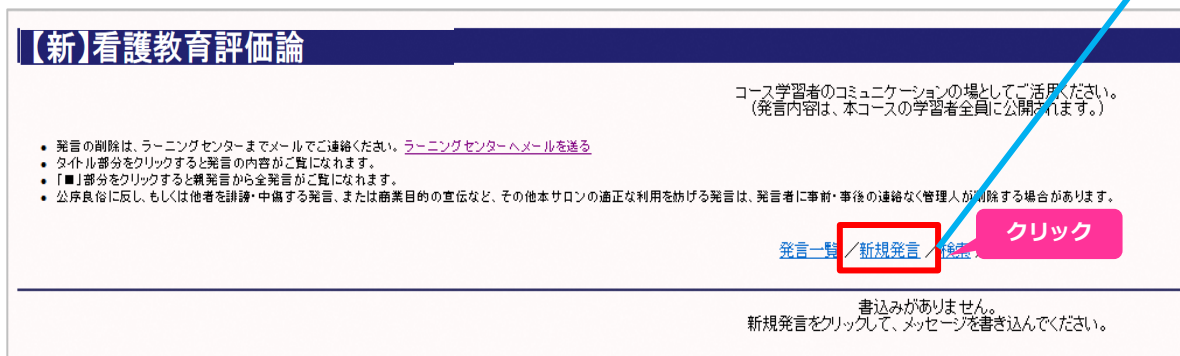 【新】看護教育評価論
コース学習者のコミュニケーションの場としてご活用ください。
(発言内容は、本コースの学習者全員に公開されます。)
• 発言の削除は、ラーニングセンターまでメールでご連絡ください。ラーニングセンターへメールを送る
• タイトル部分をクリックすると発言の内容がご覧になれます。
• 「■」部分をクリックすると親発言から全発言がご覧になれます。
• 公序良俗に反し、もしくは他者を誹謗・中傷する発言、または商業目的の宣伝など、その他本サロンの適正な利用を妨げる発言は、発言者に事前・事後の連絡なく管理人が削除する場合があります。
クリック
発言一覧 / 新規発言 / 検索 /
書込みがありません。
新規発言をクリックして、メッセージを書き込んでください。